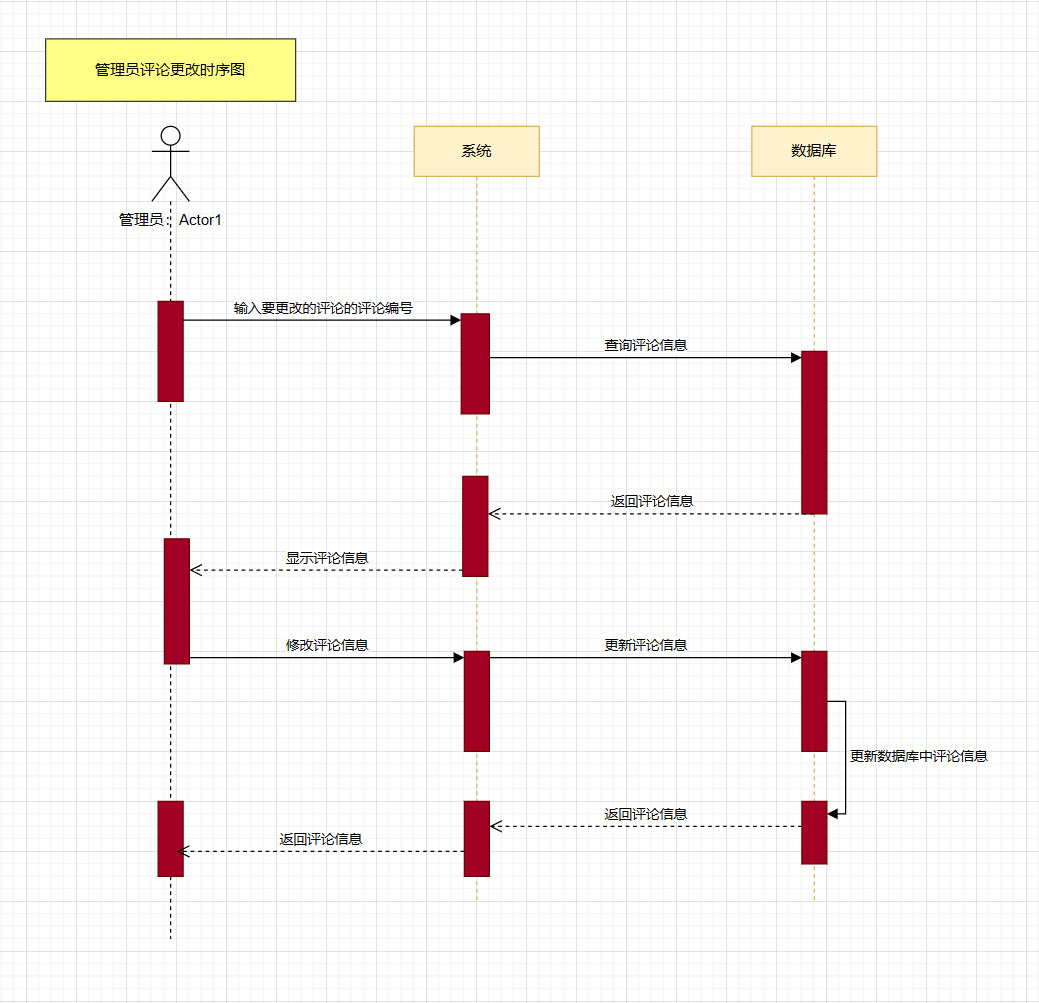 管理员评论更改时序图
系统
数据库
管理员：Actor1
输入要更改的评论的评论编号
查询评论信息
返回评论信息
显示评论信息
修改评论信息
更新评论信息
更新数据库中评论信息
返回评论信息
返回评论信息